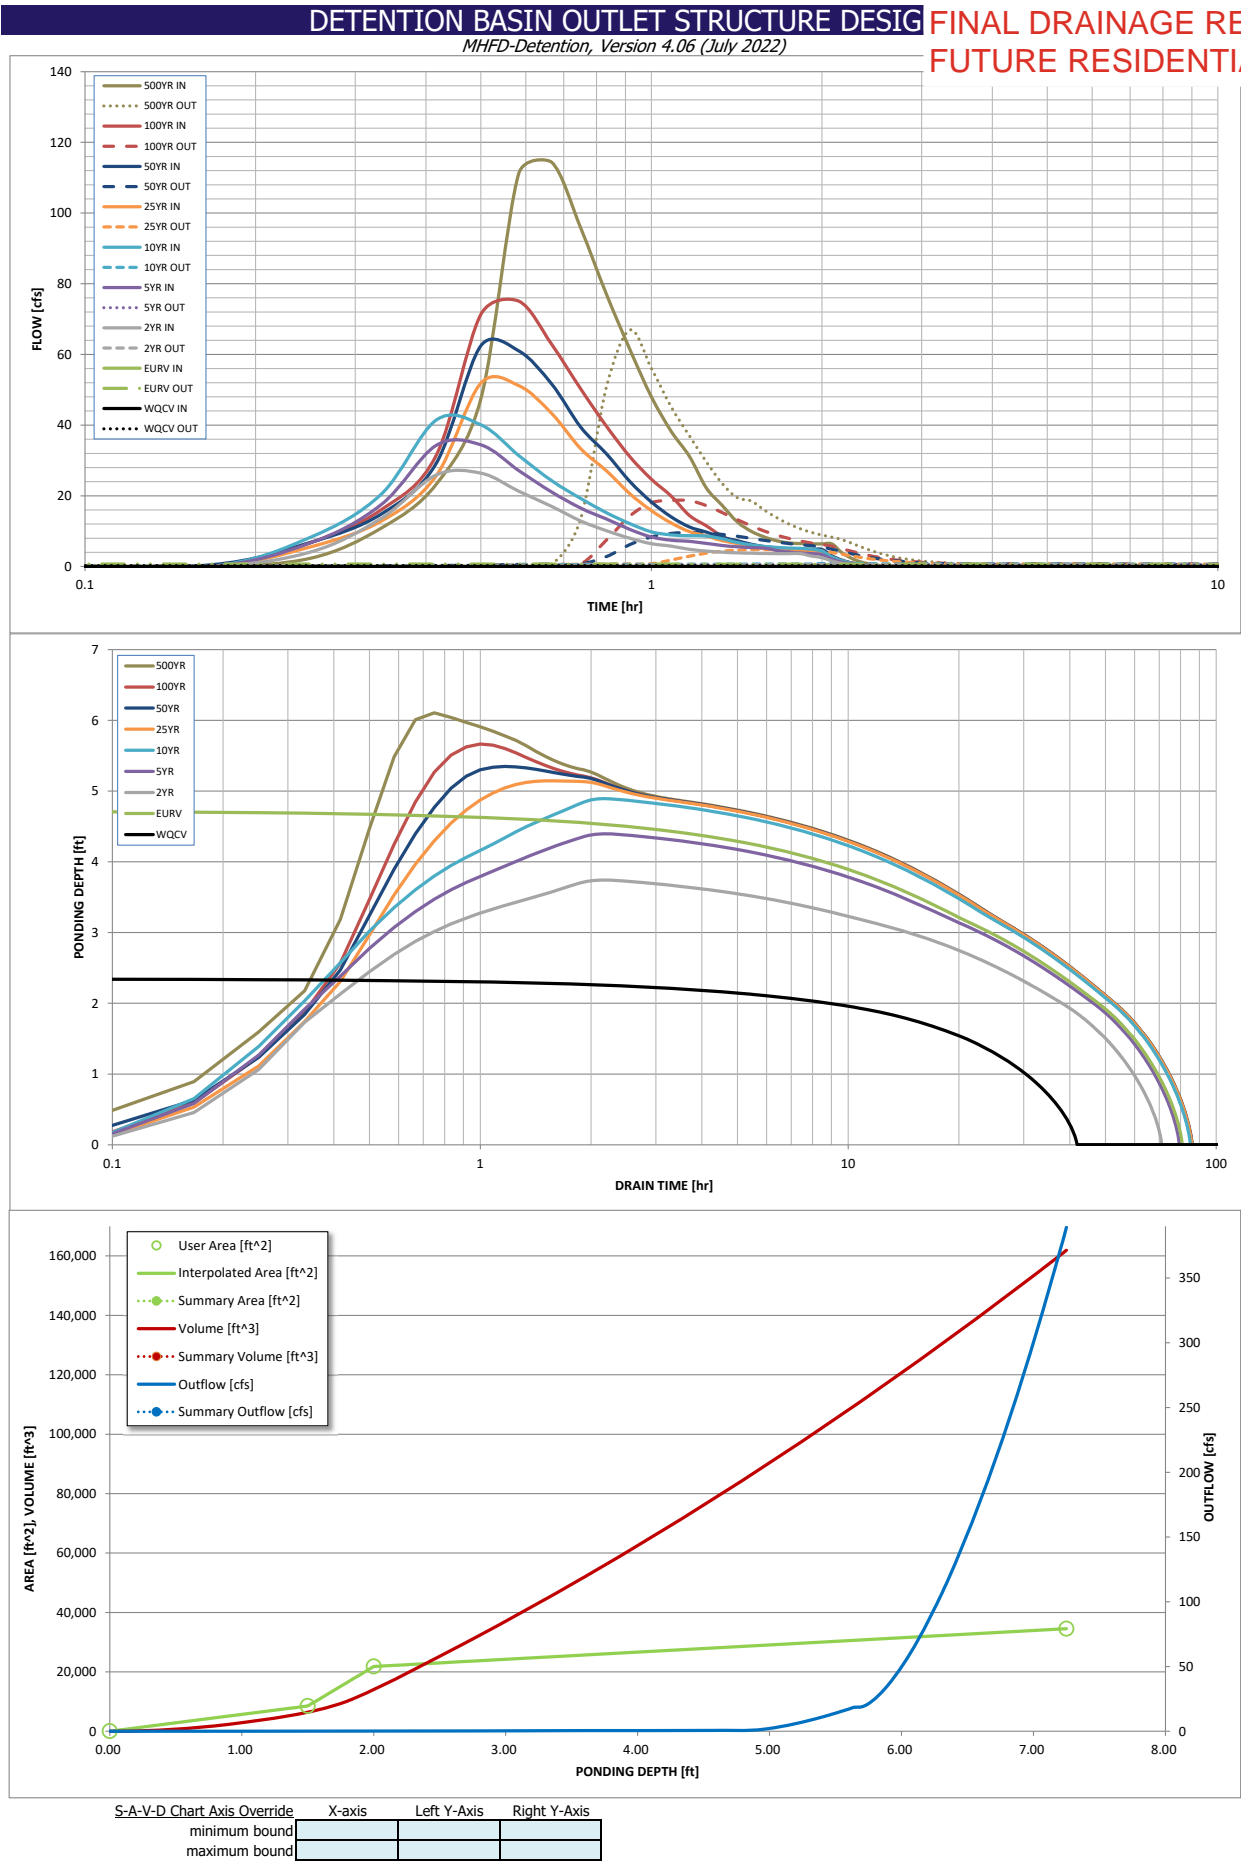 DETENTION BASIN OUTLET STRUCTURE DESIG
FINAL DRAINAGE RE
MHFD-Detention, Version 4.06 (July 2022)
FUTURE RESIDENTIA
140
120
100
80
60
40
20
0
FLOW [cfs]
500YR IN
500YR OUT
100YR IN
100YR OUT
50YR IN
50YR OUT
25YR IN
25YR OUT
10YR IN
10YR OUT
5YR IN
5YR OUT
2YR IN
2YR OUT
EURV IN
EURV OUT
WQCV IN
WQCV OUT
0.1 1 10
TIME [hr]
7
6
5
4
3
2
1
0
PONDING DEPTH [ft]
500YR
100YR
50YR
25YR
10YR
5YR
2YR
EURV
WQCV
0.1 1 10 100
DRAIN TIME [hr]
160,000
140,000
120,000
100,000
80,000
60,000
40,000
20,000
0
AREA [ft^2], VOLUME [ft^3]
User Area [ft^2]
Interpolated Area [ft^2]
Summary Area [ft^2]
Volume [ft^3]
Summary Volume [ft^3]
Outflow [cfs]
Summary Outflow [cfs]
350
300
250
200
150
100
50
0
OUTFLOW [cfs]
0.00 1.00 2.00 3.00 4.00 5.00 6.00 7.00 8.00
PONDING DEPTH [ft]
S-A-V-D Chart Axis Override X-axis Left Y-Axis Right Y-Axis
minimum bound
maximum bound